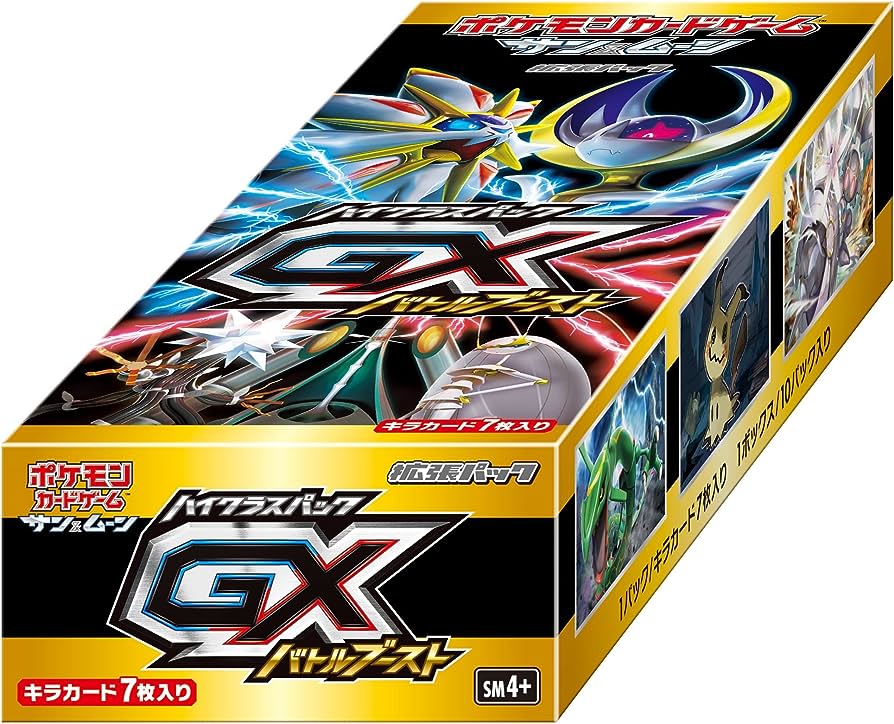 ポケモンカードゲーム
サン&ムーン
拡張パック
ハイクラスパック
GX
バトルブースト
キラカード7枚入り
ポケモン
カードゲーム™
サン&ムーン
拡張パック
ハイクラスパック
GX
バトルブースト
キラカード7枚入り
SM4+
1パック/キラカード7枚入り 1ボックス/10パック入り